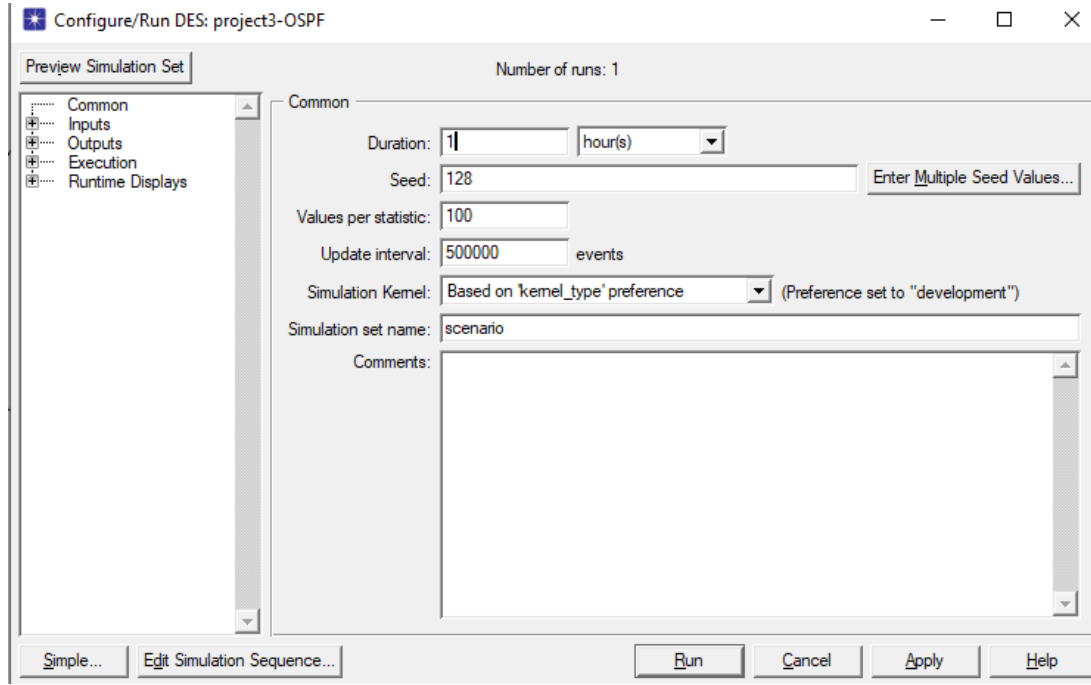 Configure/Run DES: project3-OSPF
Preview Simulation Set
Number of runs: 1
Common
Inputs
Outputs
Execution
Runtime Displays
Common
Duration: 1 hour(s)
Seed: 128 Enter Multiple Seed Values...
Values per statistic: 100
Update interval: 500000 events
Simulation Kernel: Based on 'kernel_type' preference (Preference set to "development")
Simulation set name: scenario
Comments:
Simple... Edit Simulation Sequence... Run Cancel Apply Help